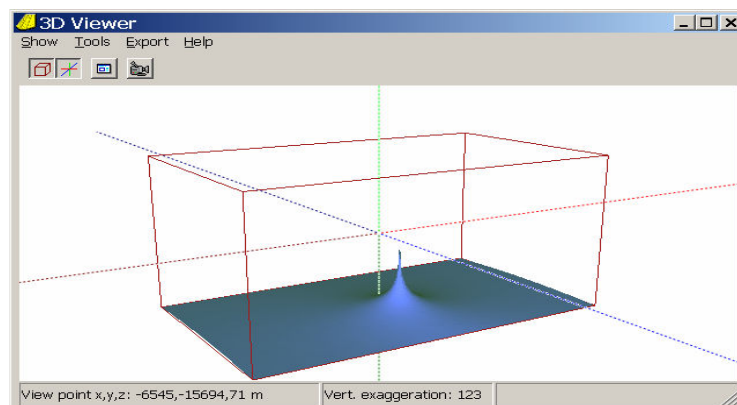 3D Viewer
Show Tools Export Help
View point x,y,z: -6545,-15694,71 m Vert. exaggeration: 123